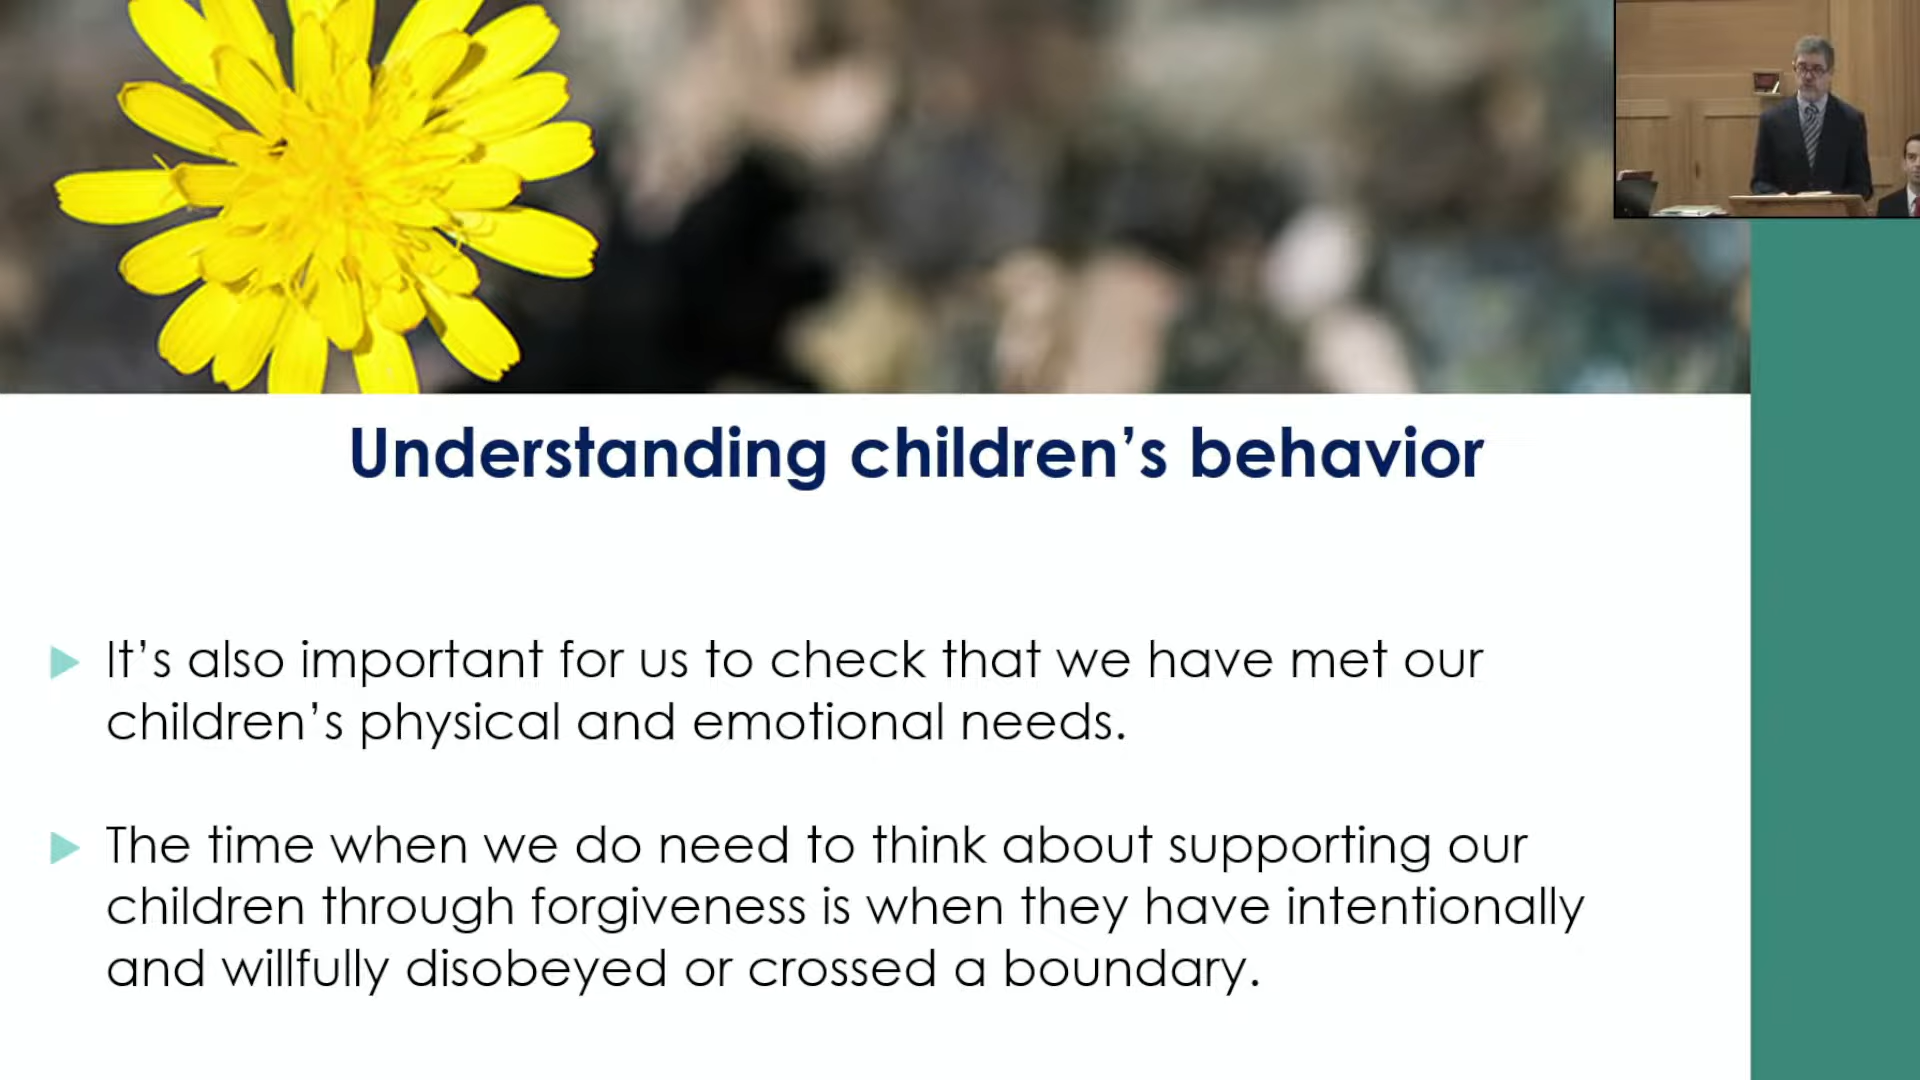 Understanding children’s behavior
It’s also important for us to check that we have met our
children’s physical and emotional needs.
The time when we do need to think about supporting our
children through forgiveness is when they have intentionally
and willfully disobeyed or crossed a boundary.